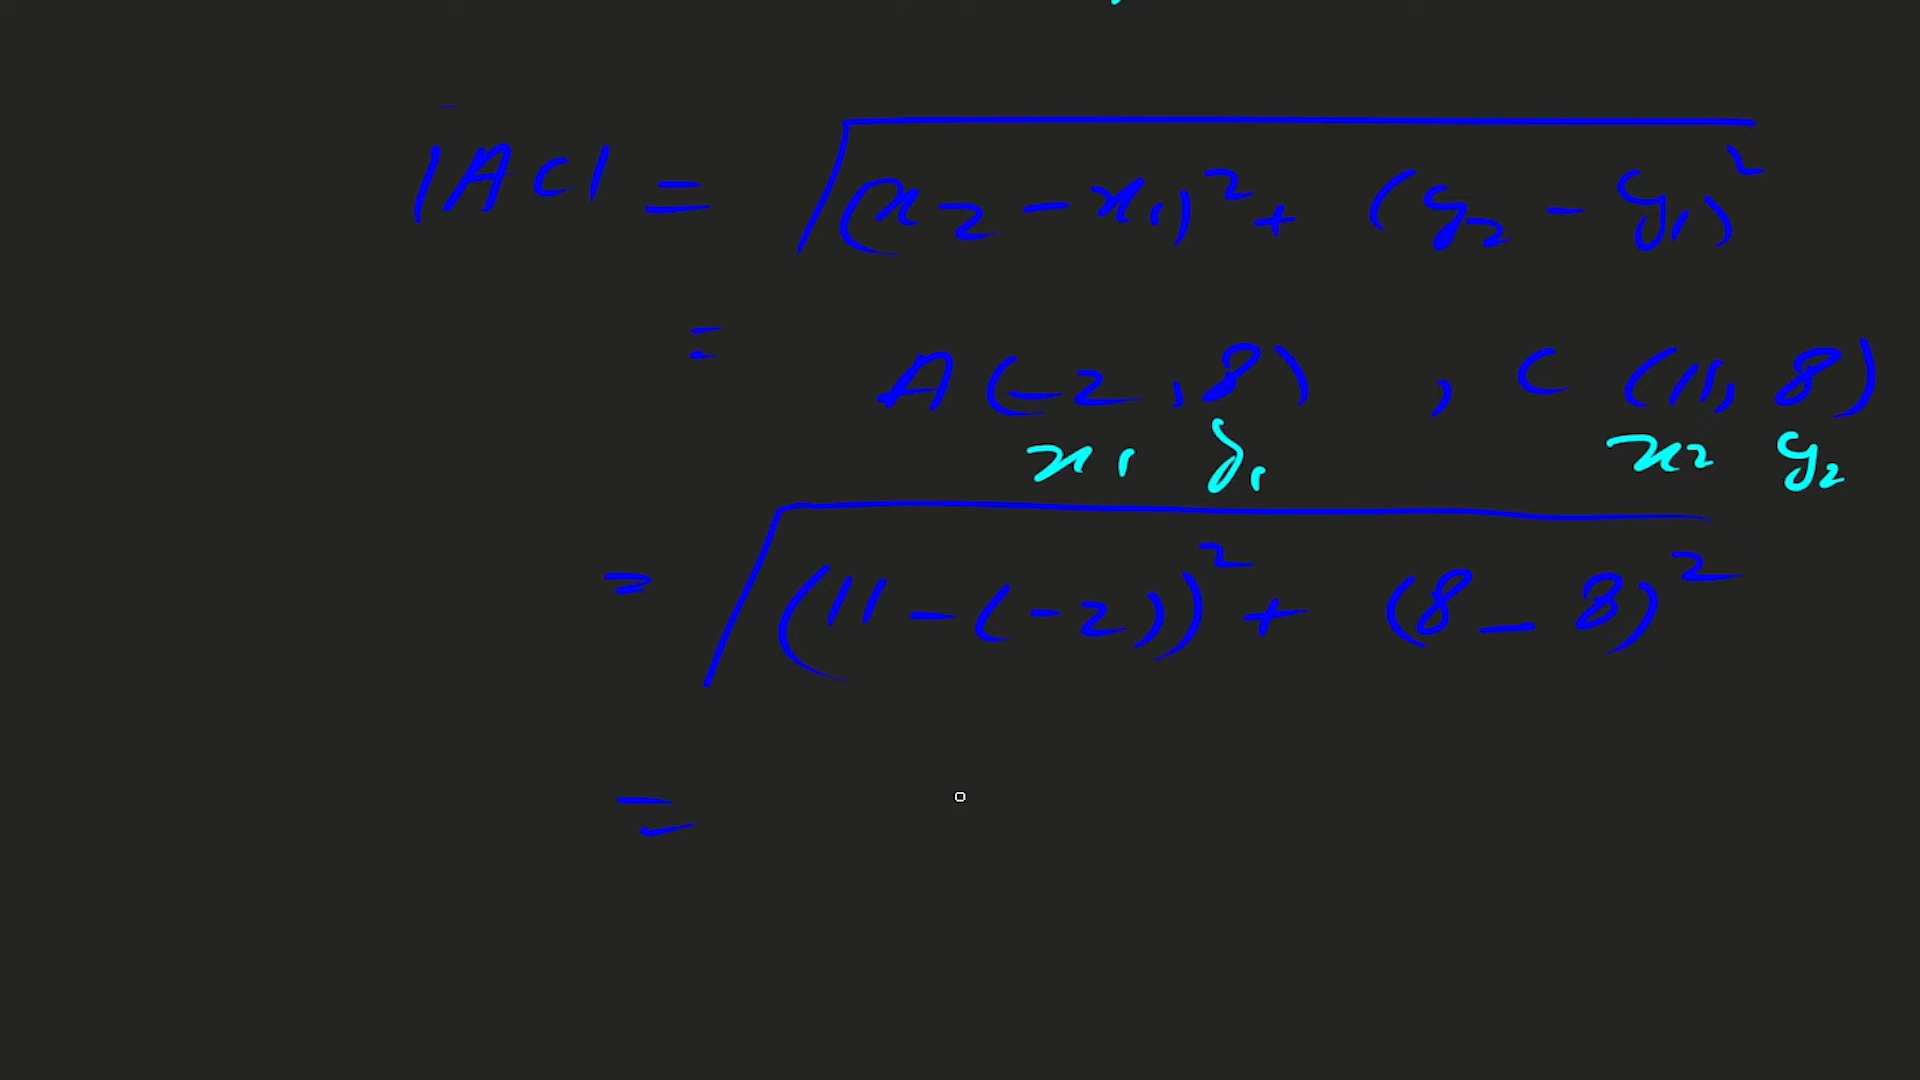 |AC| = √((x₂ - x₁)² + (y₂ - y₁)²
= A(-2, 8) , C(11, 8)
x₁ y₁ x₂ y₂
= √((11 - (-2))² + (8 - 8)²
=